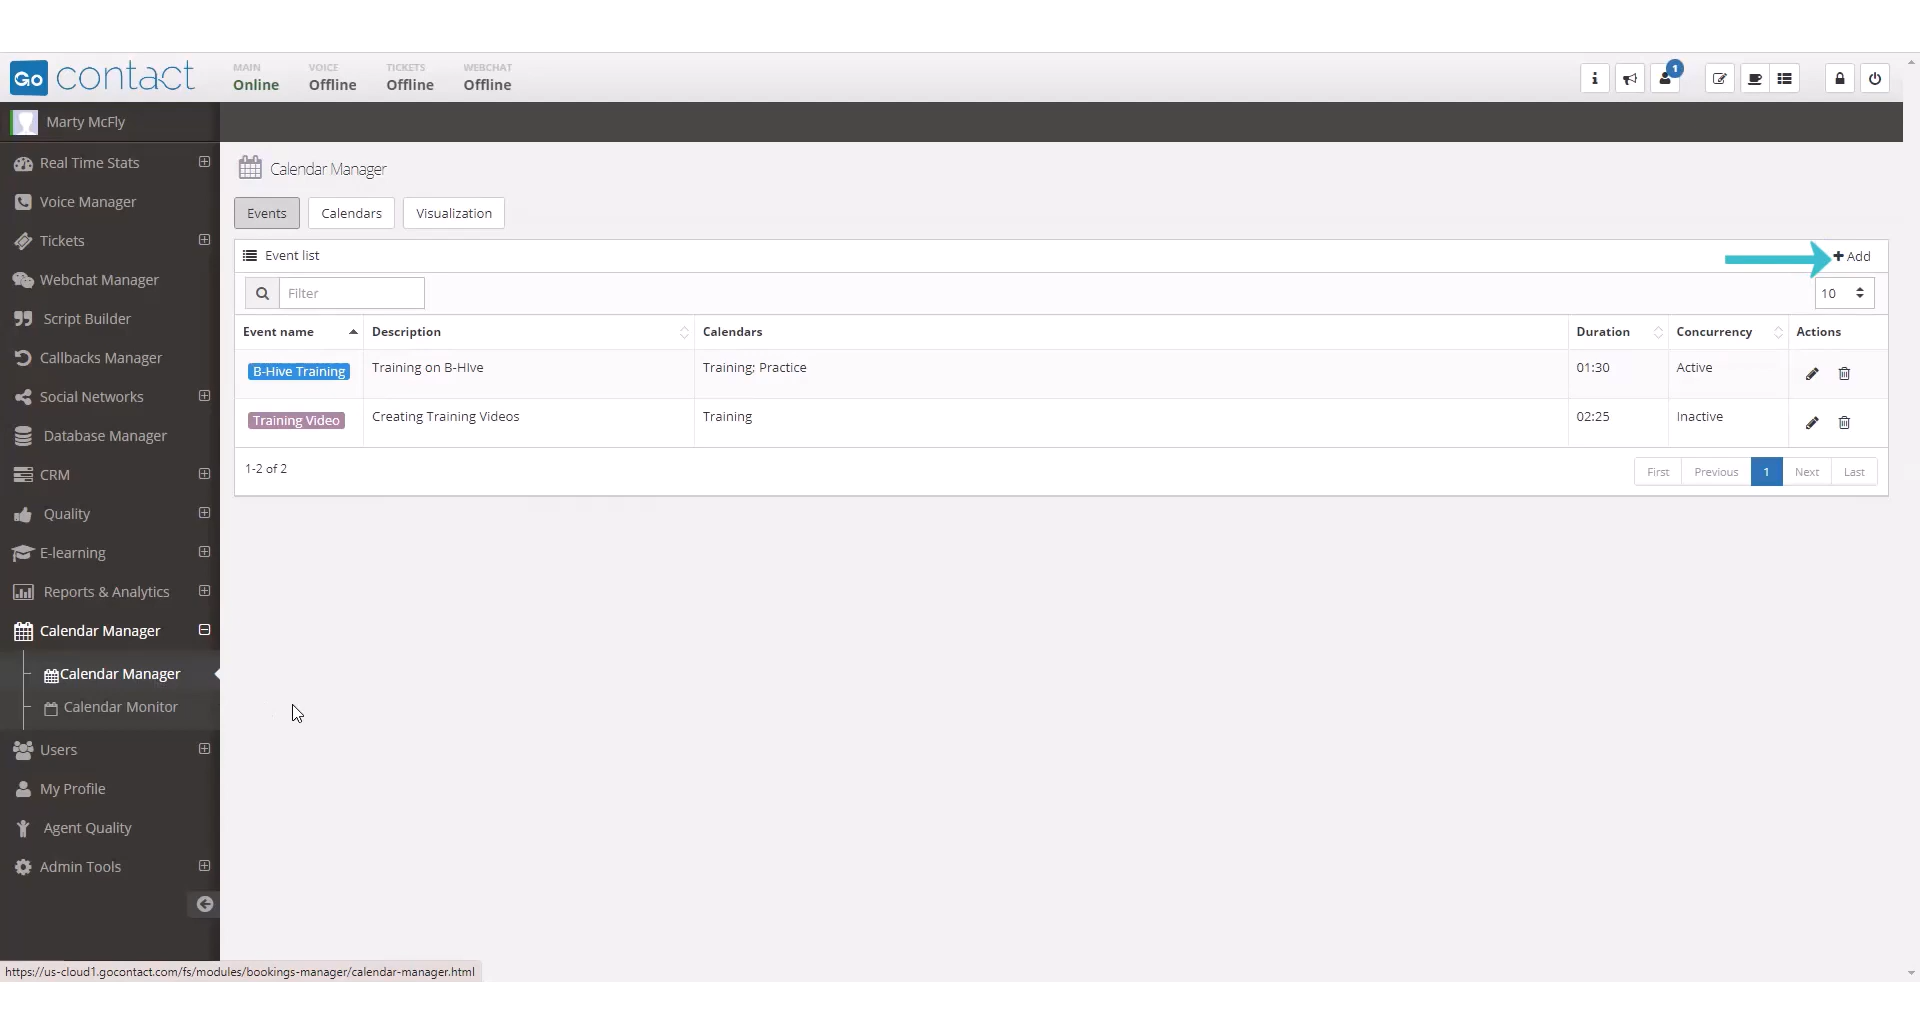 Go contact
MAIN VOICE TICKETS WEBCHAT
Online Offline Offline Offline
1
Marty McFly
Real Time Stats
Voice Manager
Tickets
Webchat Manager
Script Builder
Callbacks Manager
Social Networks
Database Manager
CRM
Quality
E-learning
Reports & Analytics
Calendar Manager
Calendar Manager
Calendar Monitor
Users
My Profile
Agent Quality
Admin Tools
Calendar Manager
Events Calendars Visualization
Event list Add
Filter 10
Event name Description Calendars Duration Concurrency Actions
B-Hive Training Training on B-HIve Training; Practice 01:30 Active
Training Video Creating Training Videos Training 02:25 Inactive
1-2 of 2 First Previous 1 Next Last
https://us-cloud1.gocontact.com/fs/modules/bookings-manager/calendar-manager.html